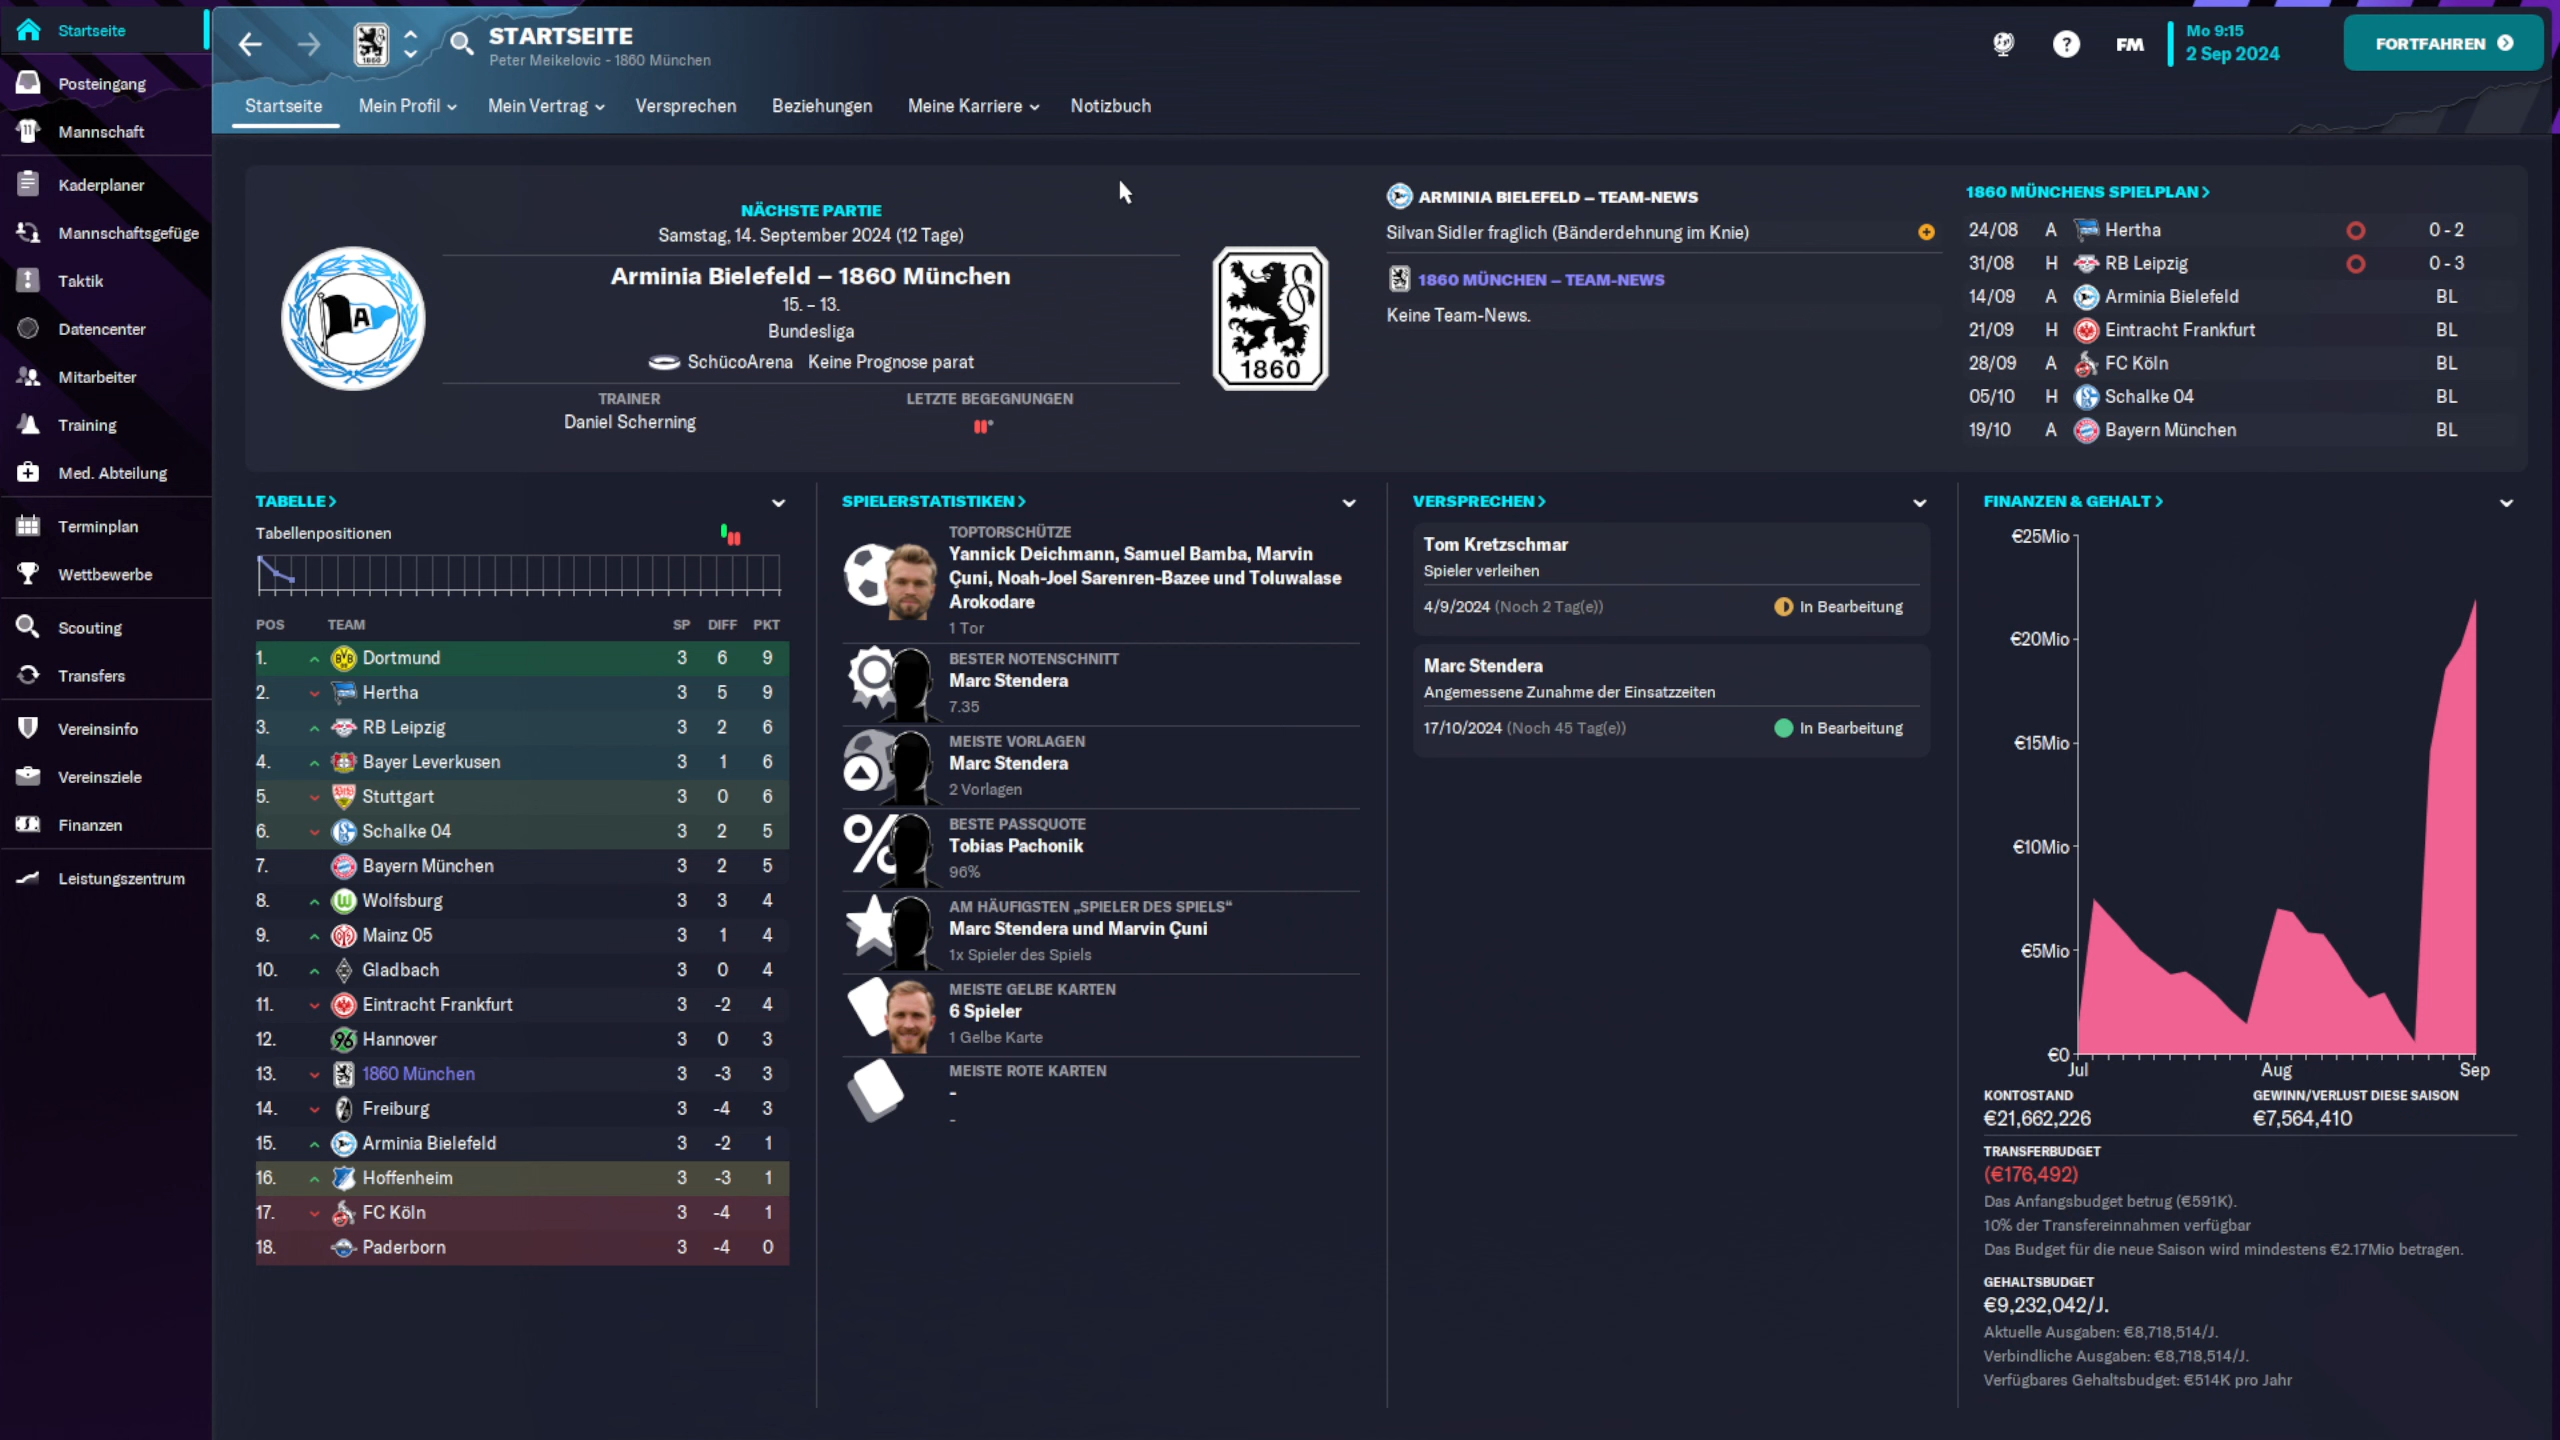 Startseite
Posteingang
Mannschaft
Kaderplaner
Mannschaftsgefüge
Taktik
Datencenter
Mitarbeiter
Training
Med. Abteilung
Terminplan
Wettbewerbe
Scouting
Transfers
Vereinsinfo
Vereinsziele
Finanzen
Leistungszentrum
STARTSEITE
Peter Meikelovic - 1860 München
FM
Mo 9:15
2 Sep 2024
FORTFAHREN
Startseite Mein Profil Mein Vertrag Versprechen Beziehungen Meine Karriere Notizbuch
NÄCHSTE PARTIE
Samstag, 14. September 2024 (12 Tage)
Arminia Bielefeld – 1860 München
15. – 13.
Bundesliga
SchücoArena Keine Prognose parat
TRAINER
Daniel Scherning
LETZTE BEGEGNUNGEN
A
1860
ARMINIA BIELEFELD – TEAM-NEWS
Silvan Sidler fraglich (Bänderdehnung im Knie)
1860 MÜNCHEN – TEAM-NEWS
Keine Team-News.
1860 MÜNCHENS SPIELPLAN
24/08 A Hertha 0 - 2
31/08 H RB Leipzig 0 - 3
14/09 A Arminia Bielefeld BL
21/09 H Eintracht Frankfurt BL
28/09 A FC Köln BL
05/10 H Schalke 04 BL
19/10 A Bayern München BL
TABELLE
Tabellenpositionen
POS TEAM SP DIFF PKT
1. Dortmund 3 6 9
2. Hertha 3 5 9
3. RB Leipzig 3 2 6
4. Bayer Leverkusen 3 1 6
5. Stuttgart 3 0 6
6. Schalke 04 3 2 5
7. Bayern München 3 2 5
8. Wolfsburg 3 3 4
9. Mainz 05 3 1 4
10. Gladbach 3 0 4
11. Eintracht Frankfurt 3 -2 4
12. Hannover 3 0 3
13. 1860 München 3 -3 3
14. Freiburg 3 -4 3
15. Arminia Bielefeld 3 -2 1
16. Hoffenheim 3 -3 1
17. FC Köln 3 -4 1
18. Paderborn 3 -4 0
SPIELERSTATISTIKEN
TOPTORSCHÜTZE
Yannick Deichmann, Samuel Bamba, Marvin
Çuni, Noah-Joel Sarenren-Bazee und Toluwalase
Arokodare
1 Tor
BESTER NOTENSCHNITT
Marc Stendera
7.35
MEISTE VORLAGEN
Marc Stendera
2 Vorlagen
BESTE PASSQUOTE
Tobias Pachonik
96%
AM HÄUFIGSTEN „SPIELER DES SPIELS“
Marc Stendera und Marvin Çuni
1x Spieler des Spiels
MEISTE GELBE KARTEN
6 Spieler
1 Gelbe Karte
MEISTE ROTE KARTEN
-
-
VERSPRECHEN
Tom Kretzschmar
Spieler verleihen
4/9/2024 (Noch 2 Tag(e)) In Bearbeitung
Marc Stendera
Angemessene Zunahme der Einsatzzeiten
17/10/2024 (Noch 45 Tag(e)) In Bearbeitung
FINANZEN & GEHALT
€25Mio
€20Mio
€15Mio
€10Mio
€5Mio
€0
Jul Aug Sep
KONTOSTAND
€21,662,226
GEWINN/VERLUST DIESE SAISON
€7,564,410
TRANSFERBUDGET
(€176,492)
Das Anfangsbudget betrug (€591K).
10% der Transfereinnahmen verfügbar
Das Budget für die neue Saison wird mindestens €2.17Mio betragen.
GEHALTSBUDGET
€9,232,042/J.
Aktuelle Ausgaben: €8,718,514/J.
Verbindliche Ausgaben: €8,718,514/J.
Verfügbares Gehaltsbudget: €514K pro Jahr